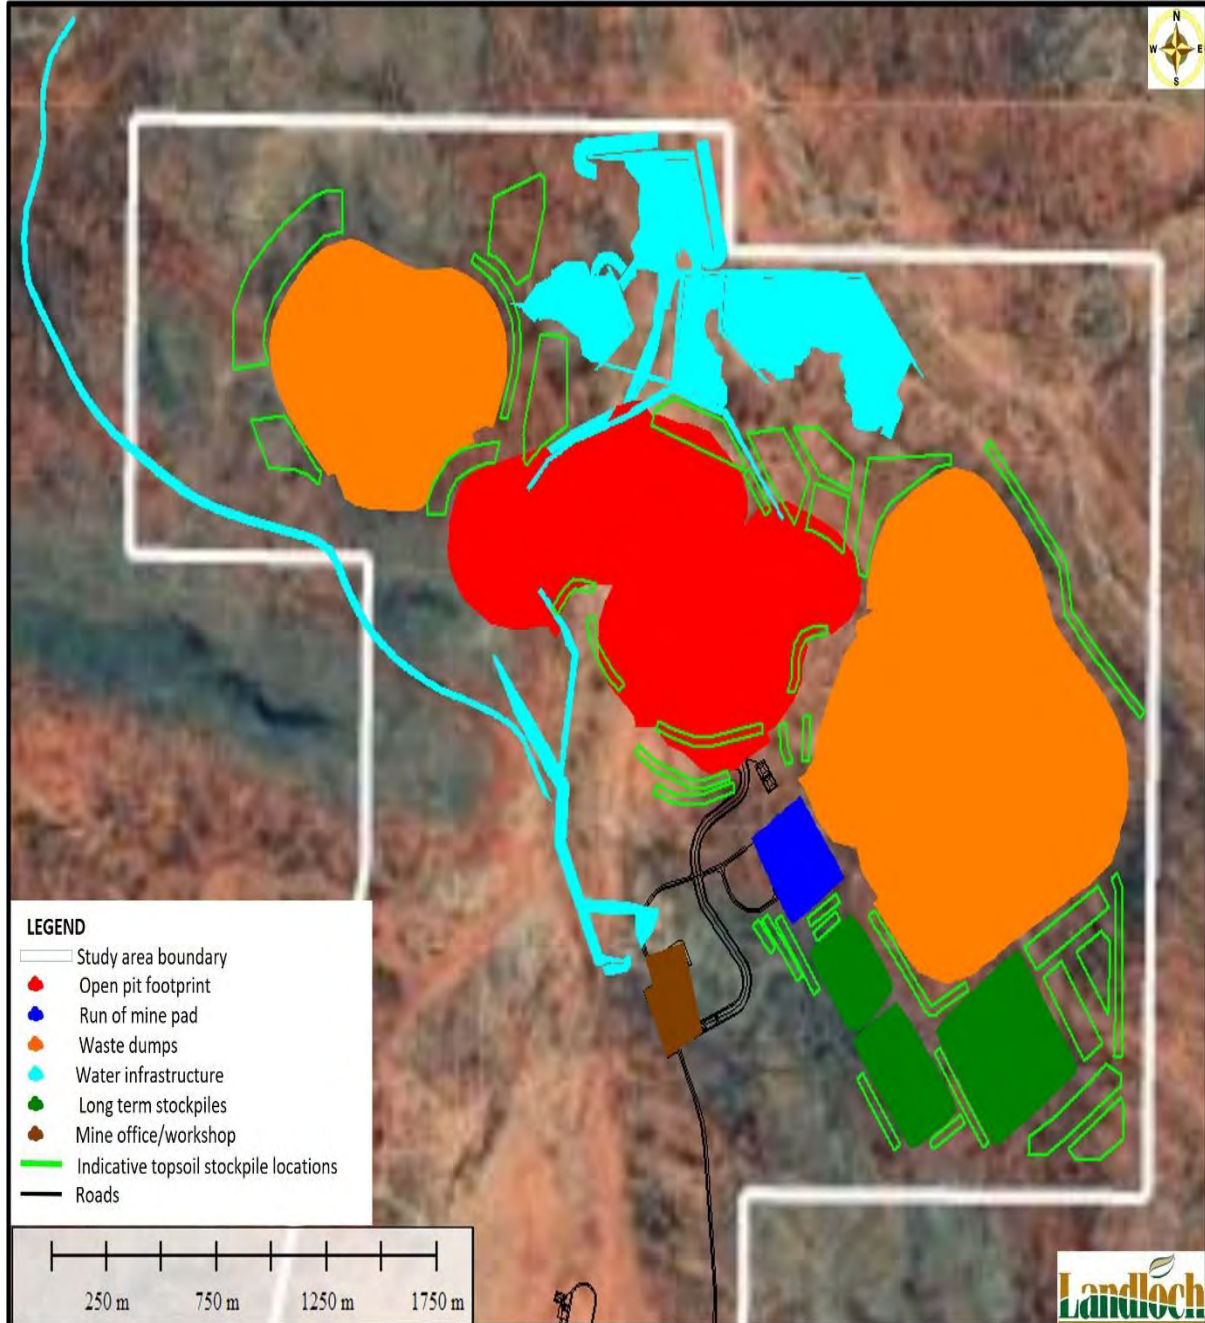 N
W E
S
LEGEND
Study area boundary
Open pit footprint
Run of mine pad
Waste dumps
Water infrastructure
Long term stockpiles
Mine office/workshop
Indicative topsoil stockpile locations
Roads
250 m 750 m 1250 m 1750 m
Landloch